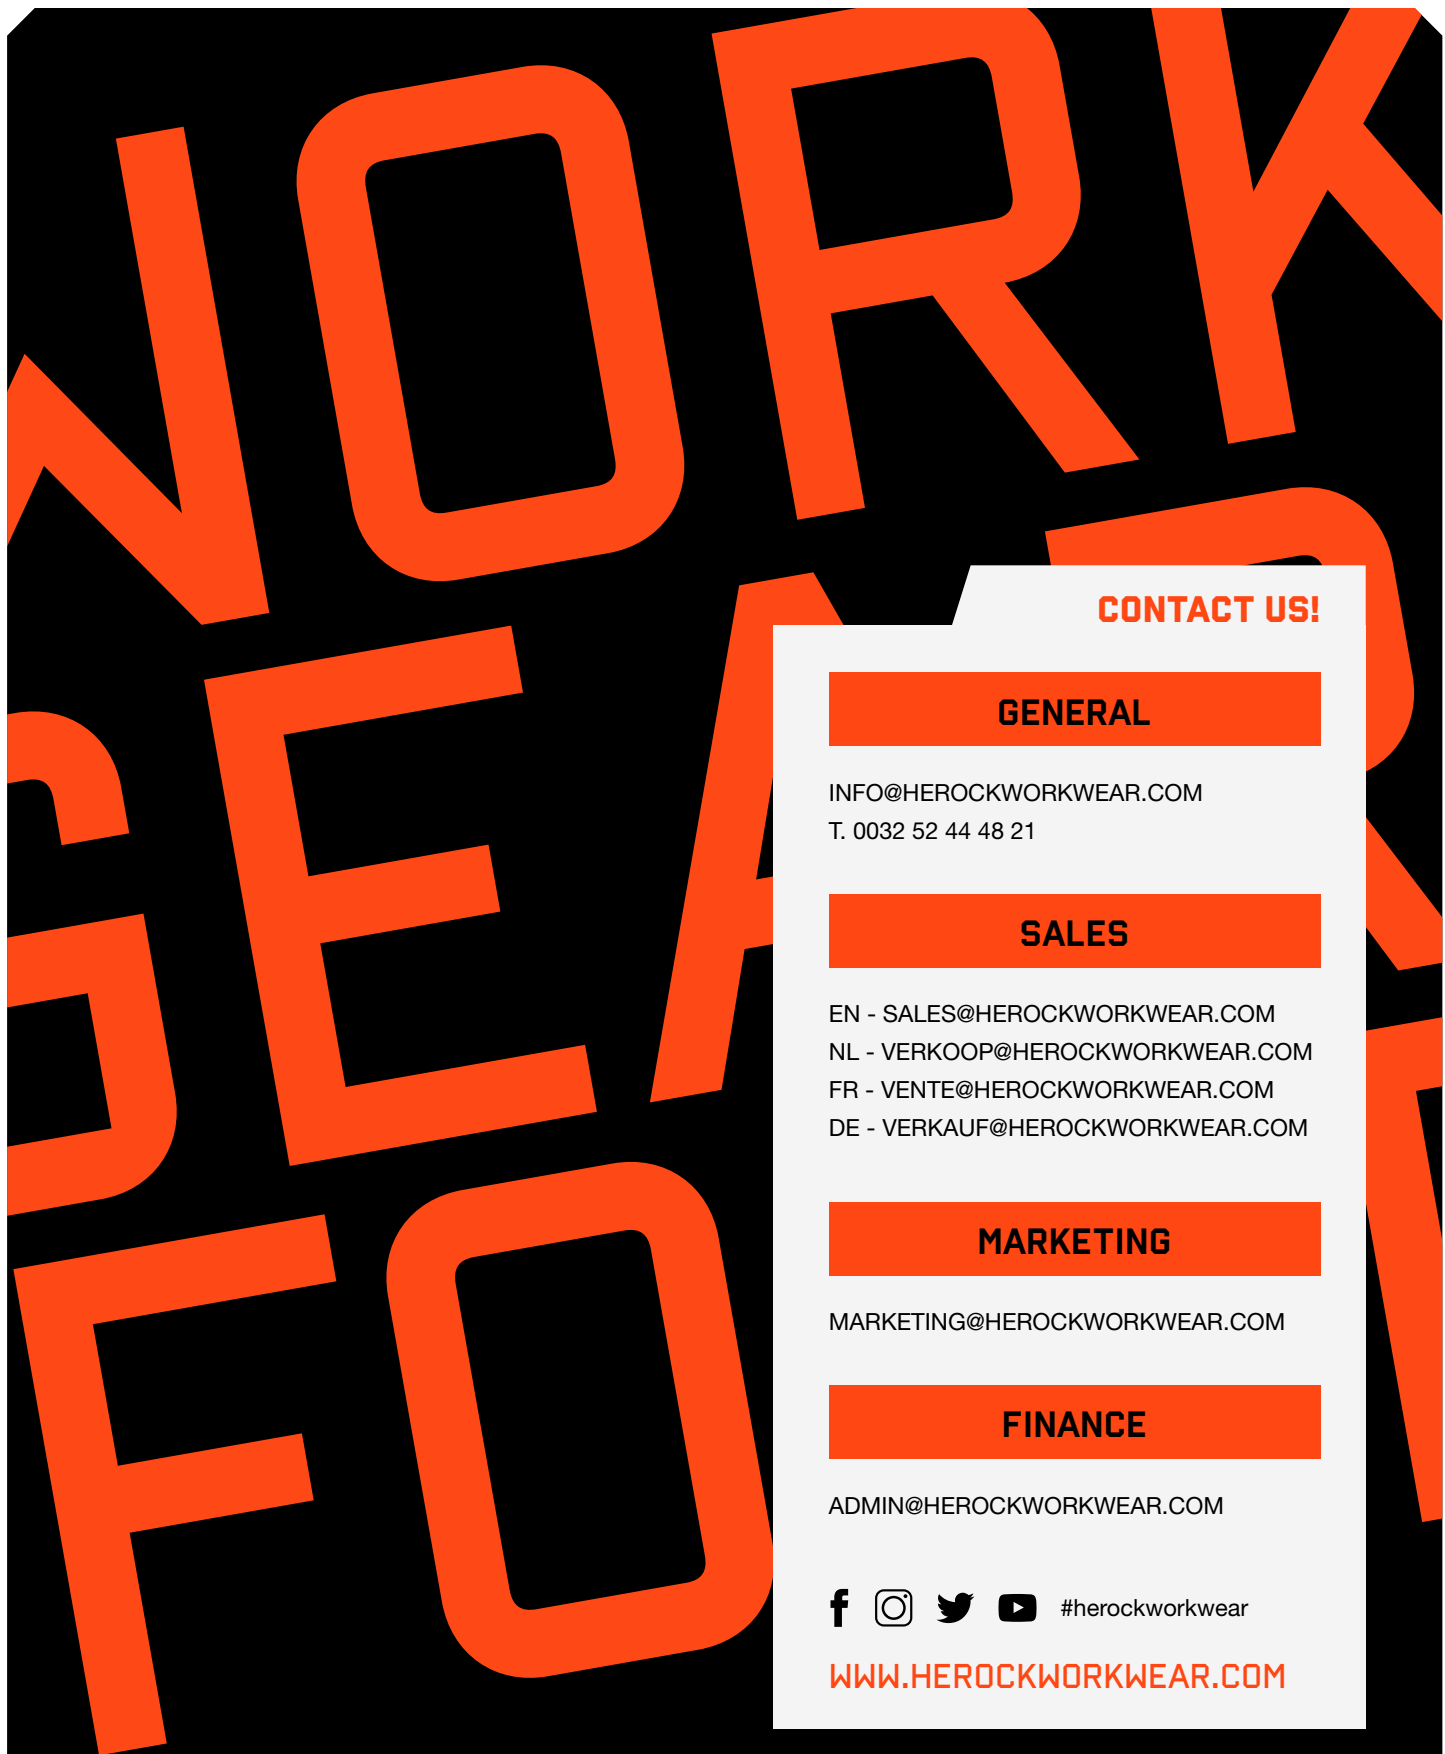 WORK
GEAR
FO
CONTACT US!
GENERAL
INFO@HEROCKWORKWEAR.COM
T. 0032 52 44 48 21
SALES
EN - SALES@HEROCKWORKWEAR.COM
NL - VERKOOP@HEROCKWORKWEAR.COM
FR - VENTE@HEROCKWORKWEAR.COM
DE - VERKAUF@HEROCKWORKWEAR.COM
MARKETING
MARKETING@HEROCKWORKWEAR.COM
FINANCE
ADMIN@HEROCKWORKWEAR.COM
#herockworkwear
WWW.HEROCKWORKWEAR.COM